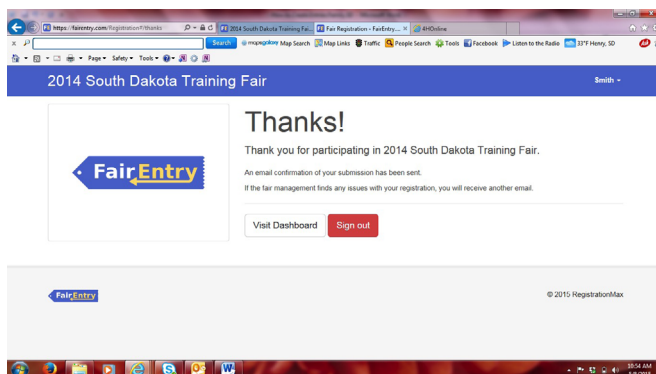 https://fairentry.com/Registration#/thanks
2014 South Dakota Training Fai...
Fair Registration - FairEntry....
4HOnline
Search
mapsgalaxy Map Search
Map Links
Traffic
People Search
Tools
Facebook
Listen to the Radio
33°F Henry, SD
Page
Safety
Tools
2014 South Dakota Training Fair
Smith
Thanks!
FairEntry
Thank you for participating in 2014 South Dakota Training Fair.
An email confirmation of your submission has been sent.
If the fair management finds any issues with your registration, you will receive another email.
Visit Dashboard
Sign out
FairEntry
© 2015 RegistrationMax
10:54 AM